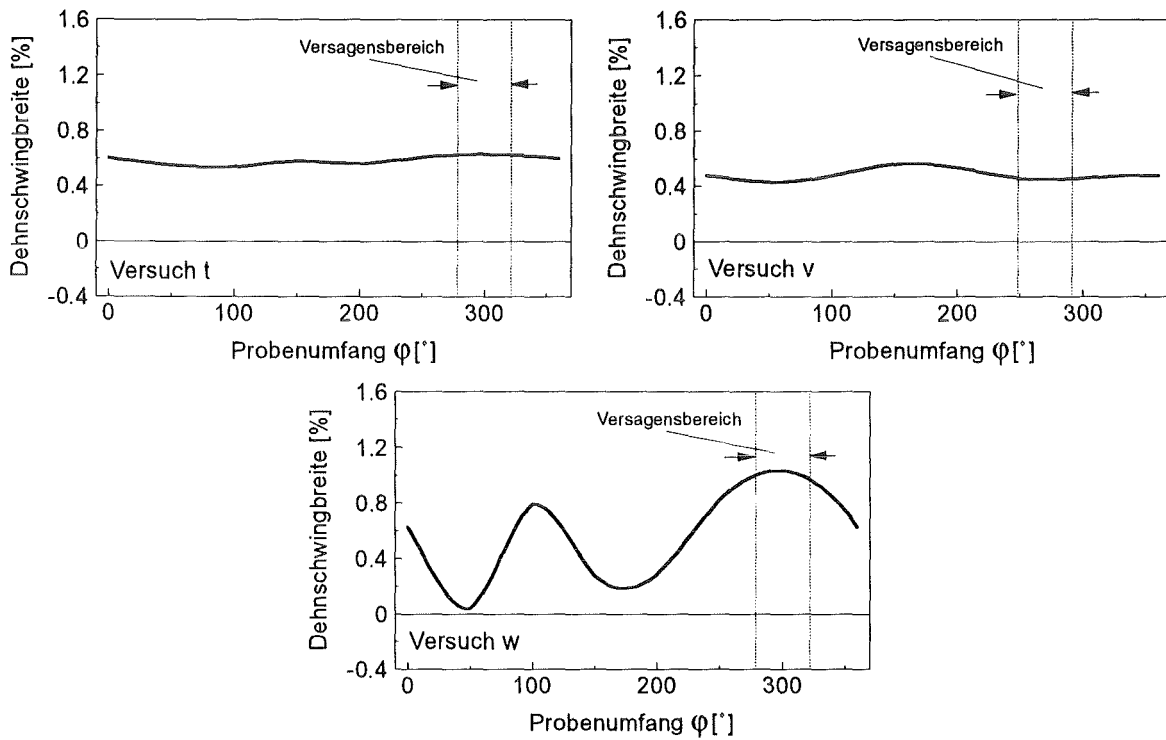 1.6
1.2
0.8
0.4
0
-0.4
Dehnschwingbreite [%]
Versagensbereich
Versuch t
0 100 200 300
Probenumfang φ[°]
1.6
1.2
0.8
0.4
0
-0.4
Dehnschwingbreite [%]
Versagensbereich
Versuch v
0 100 200 300
Probenumfang φ[°]
1.6
1.2
0.8
0.4
0
-0.4
Dehnschwingbreite [%]
Versagensbereich
Versuch w
0 100 200 300
Probenumfang φ[°]